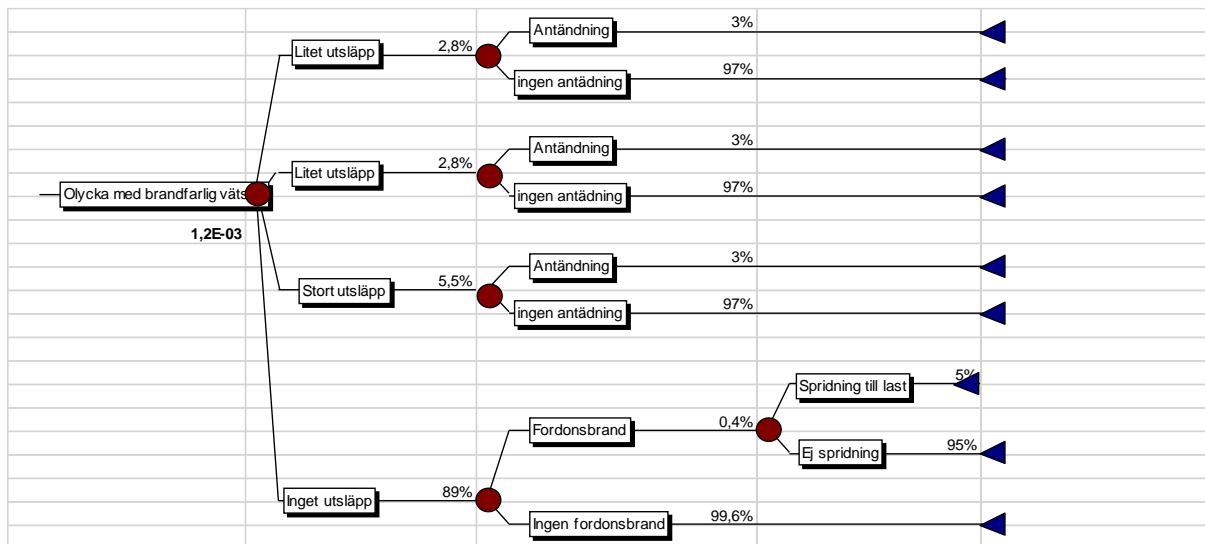 Antändning 3%
Litet utsläpp 2,8%
ingen antädning 97%
Antändning 3%
Litet utsläpp 2,8%
ingen antädning 97%
Olycka med brandfarlig väts
1,2E-03
Antändning 3%
Stort utsläpp 5,5%
ingen antädning 97%
Spridning till last 5%
Fordonsbrand 0,4%
Ej spridning 95%
Inget utsläpp 89%
Ingen fordonsbrand 99,6%